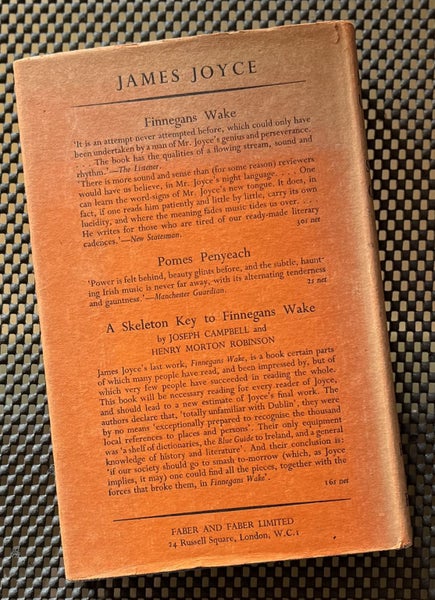 JAMES JOYCE
Finnegans Wake
'It is an attempt never attempted before, which could only have
been undertaken by a man of Mr. Joyce's genius and perseverance.
. . . The book has the qualities of a flowing stream, sound and
rhythm.'—The Listener.
'There is more sound and sense than (for some reason) reviewers
would have us believe, in Mr. Joyce's night language. . . . One
can learn the word-signs of Mr. Joyce's new tongue. It does, in
fact, if one reads him patiently and little by little, carry its own
lucidity, and where the meaning fades music tides us over. . . .
He writes for those who are tired of our ready-made literary
cadences.'—New Statesman. 30s net
Pomes Penyeach
'Power is felt behind, beauty glints before, and the subtle, haunt-
ing Irish music is never far away, with its alternating tenderness
and gauntness.'—Manchester Guardian. 2s net
A Skeleton Key to Finnegans Wake
by JOSEPH CAMPBELL and
HENRY MORTON ROBINSON
James Joyce's last work, Finnegans Wake, is a book certain parts
of which many people have read, and been impressed by, but of
which very few people have succeeded in reading the whole.
This book will be necessary reading for every reader of Joyce,
and should lead to a new estimate of Joyce's final work. The
authors declare that, 'totally unfamiliar with Dublin', they were
by no means 'exceptionally prepared to recognise the thousand
local references to places and persons'. Their only equipment
was 'a shelf of dictionaries, the Blue Guide to Ireland, and a general
knowledge of history and literature'. And their conclusion is:
'if our society should go to smash to-morrow (which, as Joyce
implies, it may) one could find all the pieces, together with the
forces that broke them, in Finnegans Wake'. 16s net
FABER AND FABER LIMITED
24 Russell Square, London, W.C.1